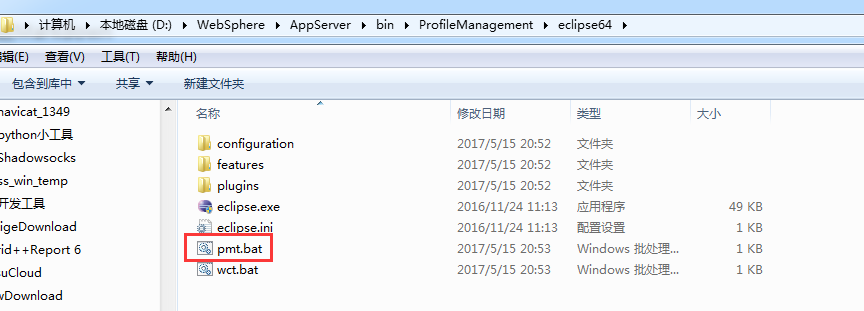 计算机 本地磁盘 (D:) WebSphere AppServer bin ProfileManagement eclipse64
编辑(E) 查看(V) 工具(T) 帮助(H)
包含到库中 共享 新建文件夹
navicat_1349
python小工具
Shadowsocks
ss_win_temp
开发工具
igeDownload
rid++Report 6
suCloud
wDownload
名称 修改日期 类型 大小
configuration 2017/5/15 20:52 文件夹
features 2017/5/15 20:52 文件夹
plugins 2017/5/15 20:52 文件夹
eclipse.exe 2016/11/24 11:13 应用程序 49 KB
eclipse.ini 2016/11/24 11:13 配置设置 1 KB
pmt.bat 2017/5/15 20:53 Windows 批处理... 1 KB
wct.bat 2017/5/15 20:53 Windows 批处理... 1 KB